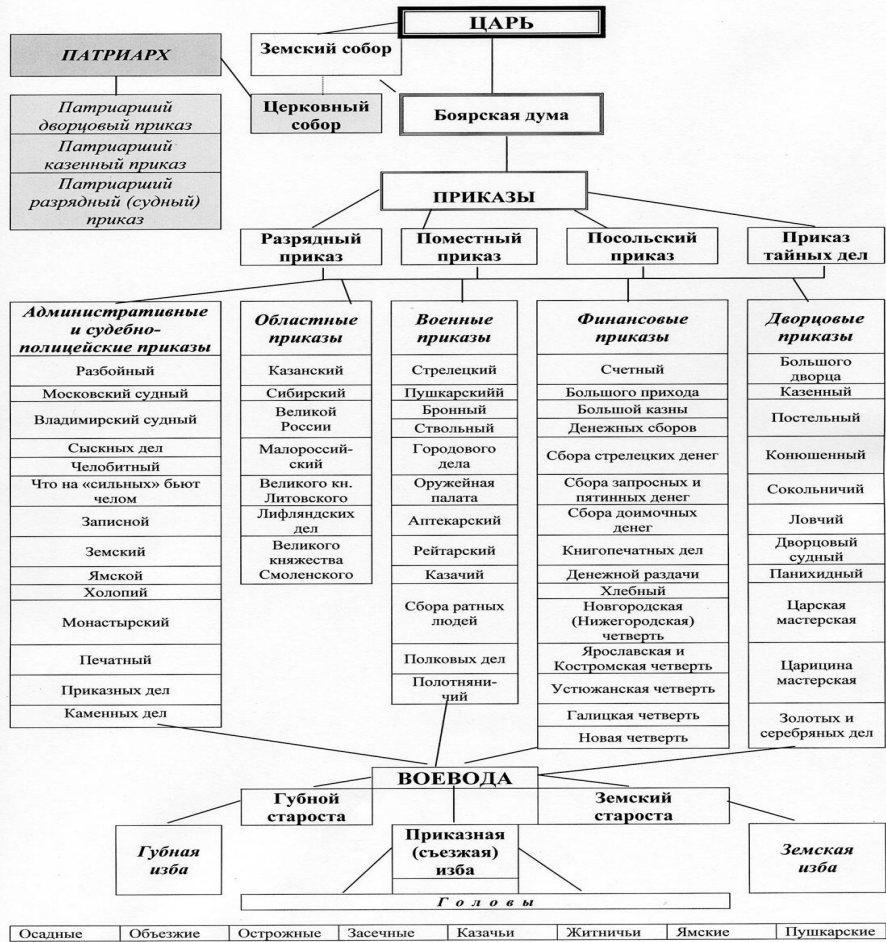 ЦАРЬ
Земский собор
ПАТРИАРХ
Патриарший
дворцовый приказ
Патриарший
казенный приказ
Патриарший
разрядный (судный)
приказ
Церковный
собор
Боярская дума
ПРИКАЗЫ
Разрядный
приказ
Поместный
приказ
Посольский
приказ
Приказ
тайных дел
Административные
и судебно-
полицейские приказы
Разбойный
Московский судный
Владимирский судный
Сыскных дел
Челобитный
Что на «сильных» бьют
челом
Записной
Земский
Ямской
Холопий
Монастырский
Печатный
Приказных дел
Каменных дел
Областные
приказы
Казанский
Сибирский
Великой
России
Малороссий-
ский
Великого кн.
Литовского
Лифляндских
дел
Великого
княжества
Смоленского
Военные
приказы
Стрелецкий
Пушкарскийй
Бронный
Ствольный
Городового
дела
Оружейная
палата
Аптекарский
Рейтарский
Казачий
Сбора ратных
людей
Полковых дел
Полотняни-
чий
Финансовые
приказы
Счетный
Большого прихода
Большой казны
Денежных сборов
Сбора стрелецких денег
Сбора запросных и
пятинных денег
Сбора доимочных
денег
Книгопечатных дел
Денежной раздачи
Хлебный
Новгородская
(Нижегородская)
четверть
Ярославская и
Костромская четверть
Устюжанская четверть
Галицкая четверть
Новая четверть
Дворцовые
приказы
Большого
дворца
Казенный
Постельный
Конюшенный
Сокольничий
Ловчий
Дворцовый
судный
Панихидный
Царская
мастерская
Царицина
мастерская
Золотых и
серебряных дел
ВОЕВОДА
Губной
староста
Земский
староста
Губная
изба
Приказная
(съезжая)
изба
Земская
изба
Головы
Осадные
Объезжие
Острожные
Засечные
Казачьи
Житничьи
Ямские
Пушкарские